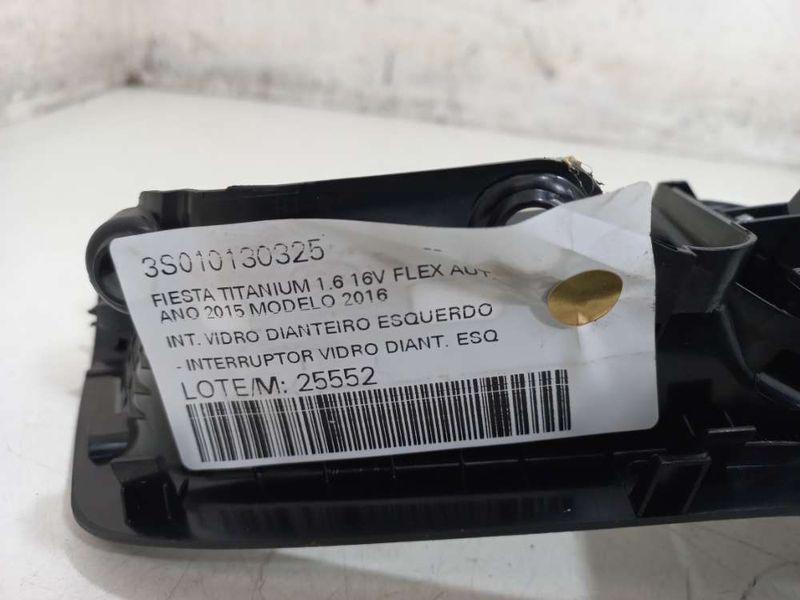 3S010130325
FIESTA TITANIUM 1.6 16V FLEX AUT.
ANO 2015 MODELO 2016
INT. VIDRO DIANTEIRO ESQUERDO
- INTERRUPTOR VIDRO DIANT. ESQ
LOTE/M: 25552